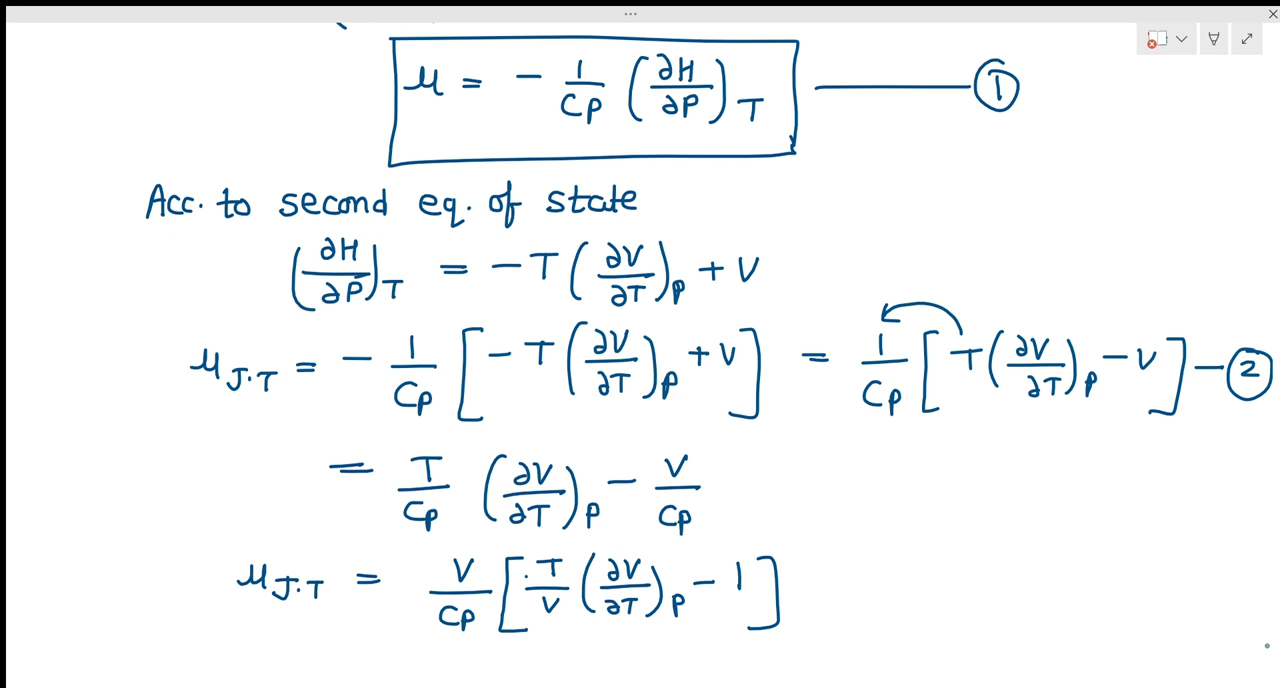 μ = - 1/CP (∂H/∂P)T ——— ①
Acc. to second eq. of state
(∂H/∂P)T = -T (∂V/∂T)P + V
μJ.T = - 1/CP [-T (∂V/∂T)P + V] = 1/CP [T (∂V/∂T)P - V] - ②
= T/CP (∂V/∂T)P - V/CP
μJ.T = V/CP [T/V (∂V/∂T)P - 1]